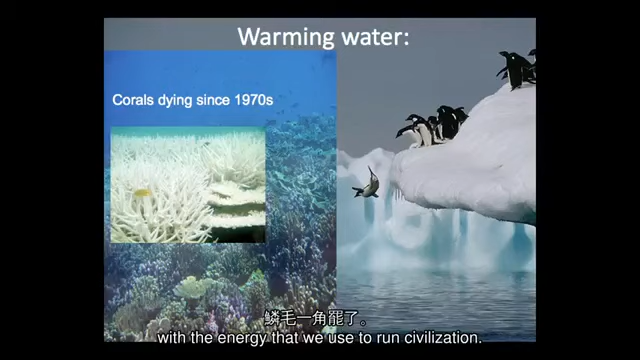 Warming water:
Corals dying since 1970s
鳞毛一角罢了。
with the energy that we use to run civilization.